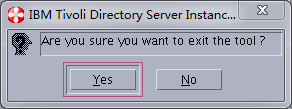 IBM Tivoli Directory Server Instanc...
Are you sure you want to exit the tool ?
Yes No